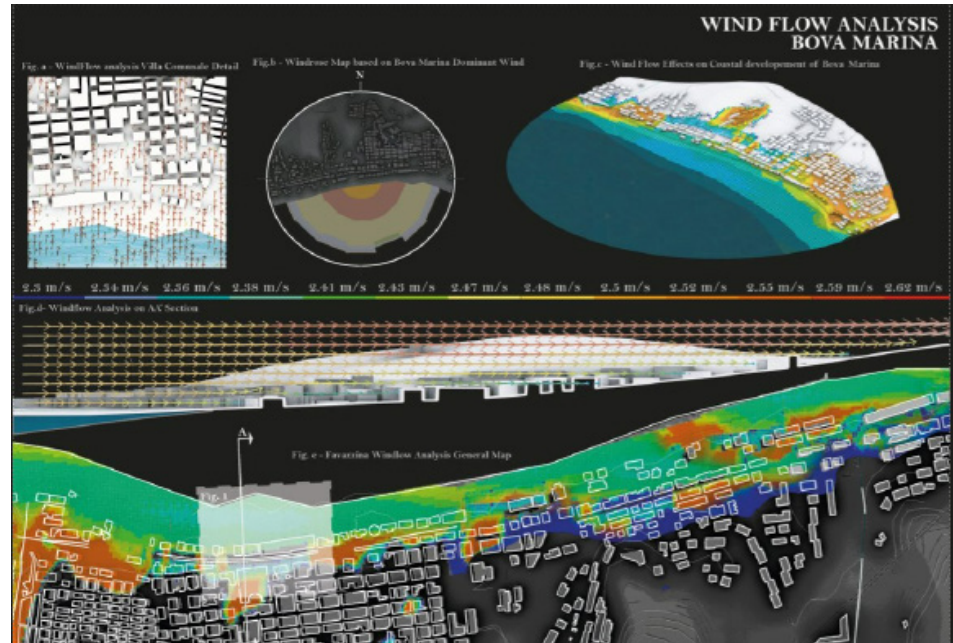 WIND FLOW ANALYSIS
BOVA MARINA
Fig. a - WindFlow analysis Villa Comunale Detail
Fig.b - Windrose Map based on Bova Marina Dominant Wind
Fig.c - Wind Flow Effects on Coastal developement of Bova Marina
N
2.3 m/s 2.34 m/s 2.36 m/s 2.38 m/s 2.41 m/s 2.43 m/s 2.47 m/s 2.48 m/s 2.5 m/s 2.52 m/s 2.55 m/s 2.59 m/s 2.62 m/s
Fig.d- Windflow Analysis on AA' Section
A
Fig. e - Favarzina Windlow Analysis General Map
Fig.